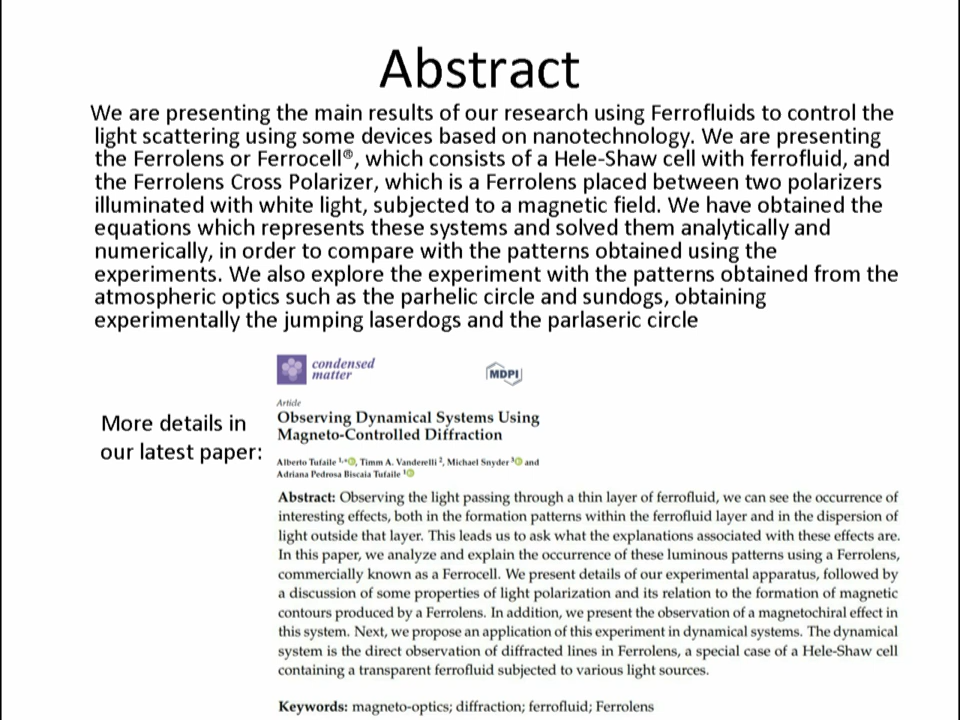 Abstract
We are presenting the main results of our research using Ferrofluids to control the
light scattering using some devices based on nanotechnology. We are presenting
the Ferrolens or Ferrocell®, which consists of a Hele-Shaw cell with ferrofluid, and
the Ferrolens Cross Polarizer, which is a Ferrolens placed between two polarizers
illuminated with white light, subjected to a magnetic field. We have obtained the
equations which represents these systems and solved them analytically and
numerically, in order to compare with the patterns obtained using the
experiments. We also explore the experiment with the patterns obtained from the
atmospheric optics such as the parhelic circle and sundogs, obtaining
experimentally the jumping laserdogs and the parlaseric circle
More details in
our latest paper:
condensed
matter
MDPI
Article
Observing Dynamical Systems Using
Magneto-Controlled Diffraction
Alberto Tufaile 1,*, Timm A. Vanderelli 2, Michael Snyder 3 and
Adriana Pedrosa Biscaia Tufaile 1
Abstract: Observing the light passing through a thin layer of ferrofluid, we can see the occurrence of
interesting effects, both in the formation patterns within the ferrofluid layer and in the dispersion of
light outside that layer. This leads us to ask what the explanations associated with these effects are.
In this paper, we analyze and explain the occurrence of these luminous patterns using a Ferrolens,
commercially known as a Ferrocell. We present details of our experimental apparatus, followed by
a discussion of some properties of light polarization and its relation to the formation of magnetic
contours produced by a Ferrolens. In addition, we present the observation of a magnetochiral effect in
this system. Next, we propose an application of this experiment in dynamical systems. The dynamical
system is the direct observation of diffracted lines in Ferrolens, a special case of a Hele-Shaw cell
containing a transparent ferrofluid subjected to various light sources.
Keywords: magneto-optics; diffraction; ferrofluid; Ferrolens